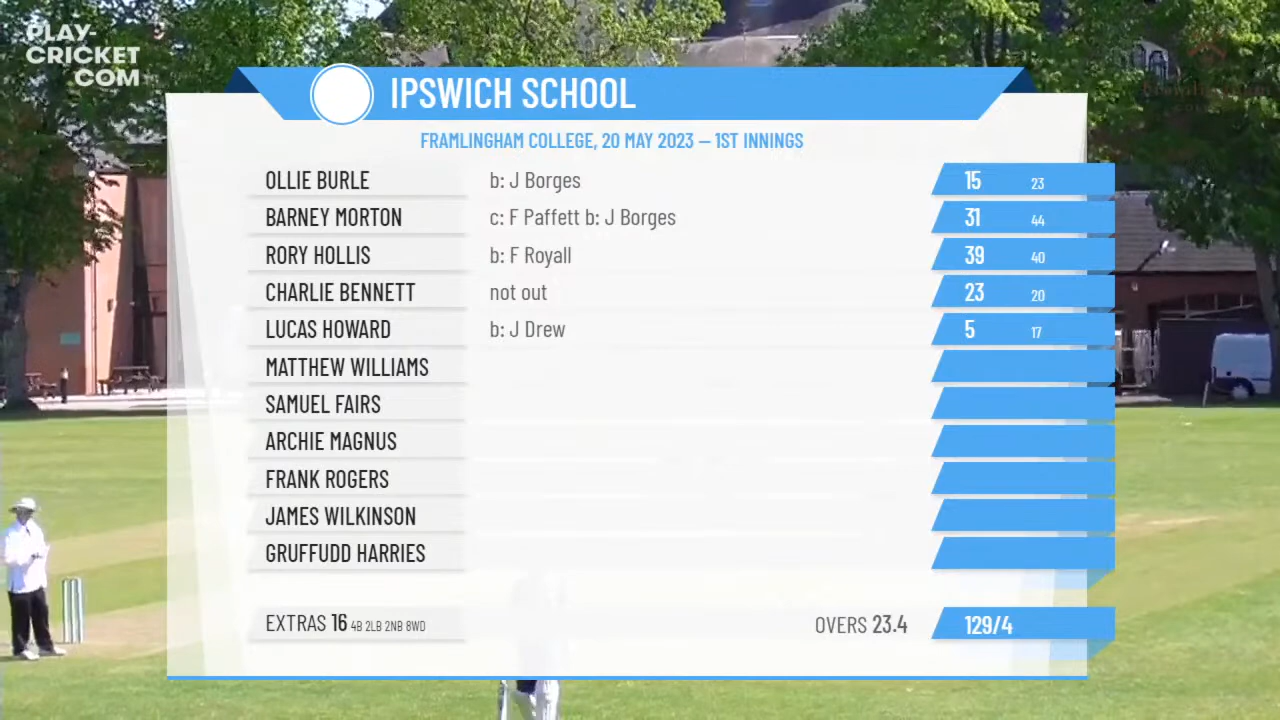 PLAY-
CRICKET
COM
IPSWICH SCHOOL
FRAMLINGHAM COLLEGE, 20 MAY 2023 – 1ST INNINGS
OLLIE BURLE b: J Borges 15 23
BARNEY MORTON c: F Paffett b: J Borges 31 44
RORY HOLLIS b: F Royall 39 40
CHARLIE BENNETT not out 23 20
LUCAS HOWARD b: J Drew 5 17
MATTHEW WILLIAMS
SAMUEL FAIRS
ARCHIE MAGNUS
FRANK ROGERS
JAMES WILKINSON
GRUFFUDD HARRIES
EXTRAS 16 4B 2LB 2NB 8WD OVERS 23.4 129/4